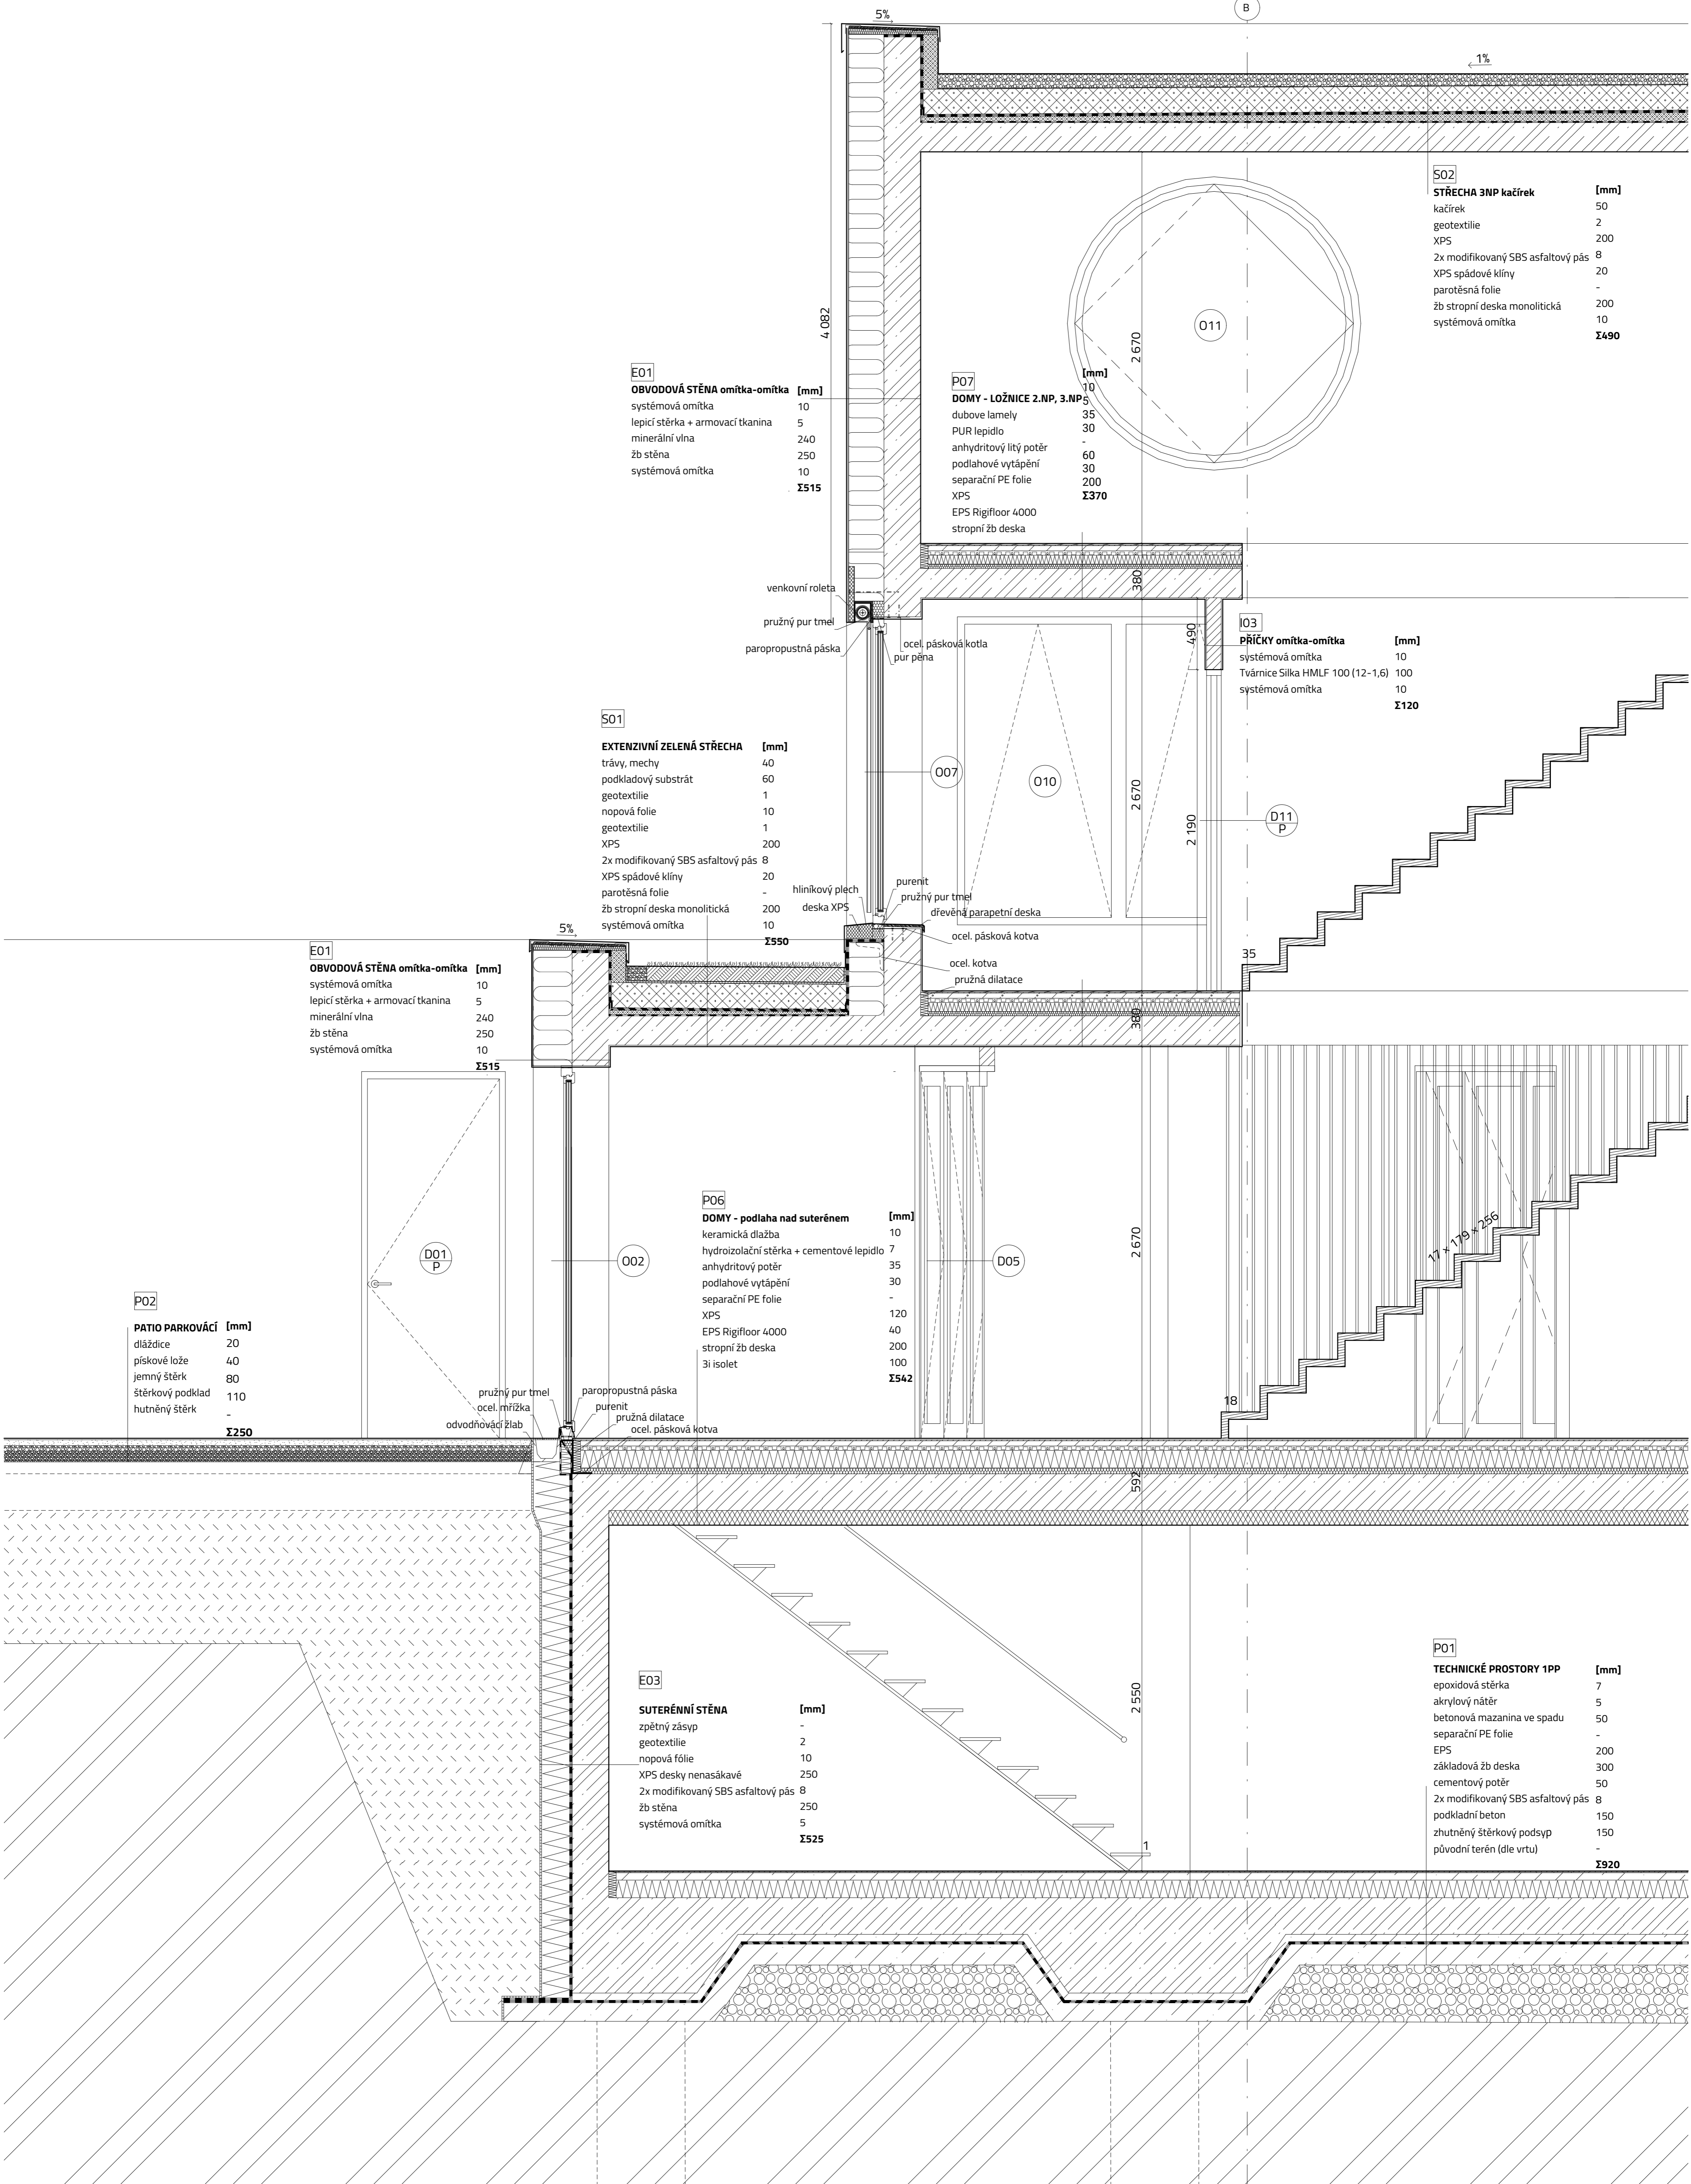 B
5%
1%
S02
STŘECHA 3NP kačírek [mm]
kačírek 50
geotextilie 2
XPS 200
2x modifikovaný SBS asfaltový pás 8
XPS spádové klíny 20
parotěsná folie -
žb stropní deska monolitická 200
systémová omítka 10
Σ490
4 082
2 670
O11
E01
OBVODOVÁ STĚNA omítka-omítka [mm]
systémová omítka 10
lepicí stěrka + armovací tkanina 5
minerální vlna 240
žb stěna 250
systémová omítka 10
Σ515
P07
[mm]
10
DOMY - LOŽNICE 2.NP, 3.NP 5
dubove lamely 35
PUR lepidlo 30
anhydritový litý potěr -
podlahové vytápění 60
separační PE folie 30
200
XPS Σ370
EPS Rigifloor 4000
stropní žb deska
380
venkovní roleta
pružný pur tmel
paropropustná páska
ocel. pásková kotla
pur pěna
490
I03
PŘÍČKY omítka-omítka [mm]
systémová omítka 10
Tvárnice Silka HMLF 100 (12-1,6) 100
systémová omítka 10
Σ120
S01
EXTENZIVNÍ ZELENÁ STŘECHA [mm]
trávy, mechy 40
podkladový substrát 60
geotextilie 1
nopová folie 10
geotextilie 1
XPS 200
2x modifikovaný SBS asfaltový pás 8
XPS spádové klíny 20
parotěsná folie -
žb stropní deska monolitická 200
systémová omítka 10
Σ550
O07
O10
2 670
2 190
D11
P
hliníkový plech
deska XPS
purenit
pružný pur tmel
dřevěná parapetní deska
ocel. pásková kotva
ocel. kotva
pružná dilatace
35
380
5%
E01
OBVODOVÁ STĚNA omítka-omítka [mm]
systémová omítka 10
lepicí stěrka + armovací tkanina 5
minerální vlna 240
žb stěna 250
systémová omítka 10
Σ515
D01
P
O02
P06
DOMY - podlaha nad suterénem [mm]
keramická dlažba 10
hydroizolační stěrka + cementové lepidlo 7
anhydritový potěr 35
podlahové vytápění 30
separační PE folie -
XPS 120
EPS Rigifloor 4000 40
stropní žb deska 200
3i isolet 100
Σ542
D05
2 670
17 × 179 × 256
18
P02
PATIO PARKOVÁCÍ [mm]
dláždice 20
pískové lože 40
jemný štěrk 80
štěrkový podklad 110
hutněný štěrk -
Σ250
pružný pur tmel
ocel. mřížka
odvodňovácí žlab
paropropustná páska
purenit
pružná dilatace
ocel. pásková kotva
592
E03
SUTERÉNNÍ STĚNA [mm]
zpětný zásyp -
geotextilie 2
nopová fólie 10
XPS desky nenasákavé 250
2x modifikovaný SBS asfaltový pás 8
žb stěna 250
systémová omítka 5
Σ525
2 550
1
P01
TECHNICKÉ PROSTORY 1PP [mm]
epoxidová stěrka 7
akrylový nátěr 5
betonová mazanina ve spadu 50
separační PE folie -
EPS 200
základová žb deska 300
cementový potěr 50
2x modifikovaný SBS asfaltový pás 8
podkladní beton 150
zhutněný štěrkový podsyp 150
původní terén (dle vrtu) -
Σ920